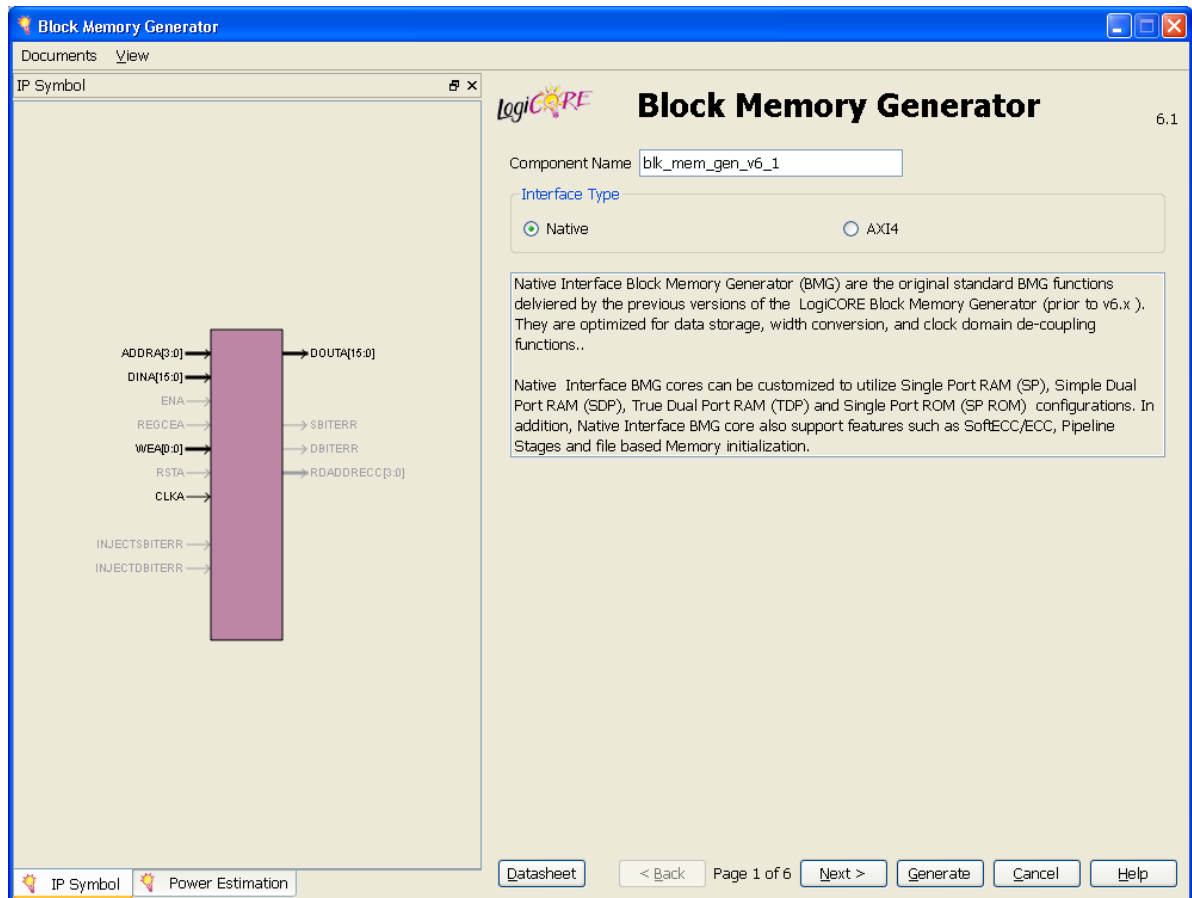 Block Memory Generator
Documents View
IP Symbol
ADDRA[3:0]
DOUTA[15:0]
DINA[15:0]
ENA
REGCEA
SBITERR
WEA[0:0]
DBITERR
RSTA
RDADDRECC[3:0]
CLKA
INJECTSBITERR
INJECTDBITERR
IP Symbol
Power Estimation
LogiCORE
Block Memory Generator
6.1
Component Name blk_mem_gen_v6_1
Interface Type
Native
AXI4
Native Interface Block Memory Generator (BMG) are the original standard BMG functions
delviered by the previous versions of the LogiCORE Block Memory Generator (prior to v6.x ).
They are optimized for data storage, width conversion, and clock domain de-coupling
functions..
Native Interface BMG cores can be customized to utilize Single Port RAM (SP), Simple Dual
Port RAM (SDP), True Dual Port RAM (TDP) and Single Port ROM (SP ROM) configurations. In
addition, Native Interface BMG core also support features such as SoftECC/ECC, Pipeline
Stages and file based Memory initialization.
Datasheet < Back Page 1 of 6 Next > Generate Cancel Help